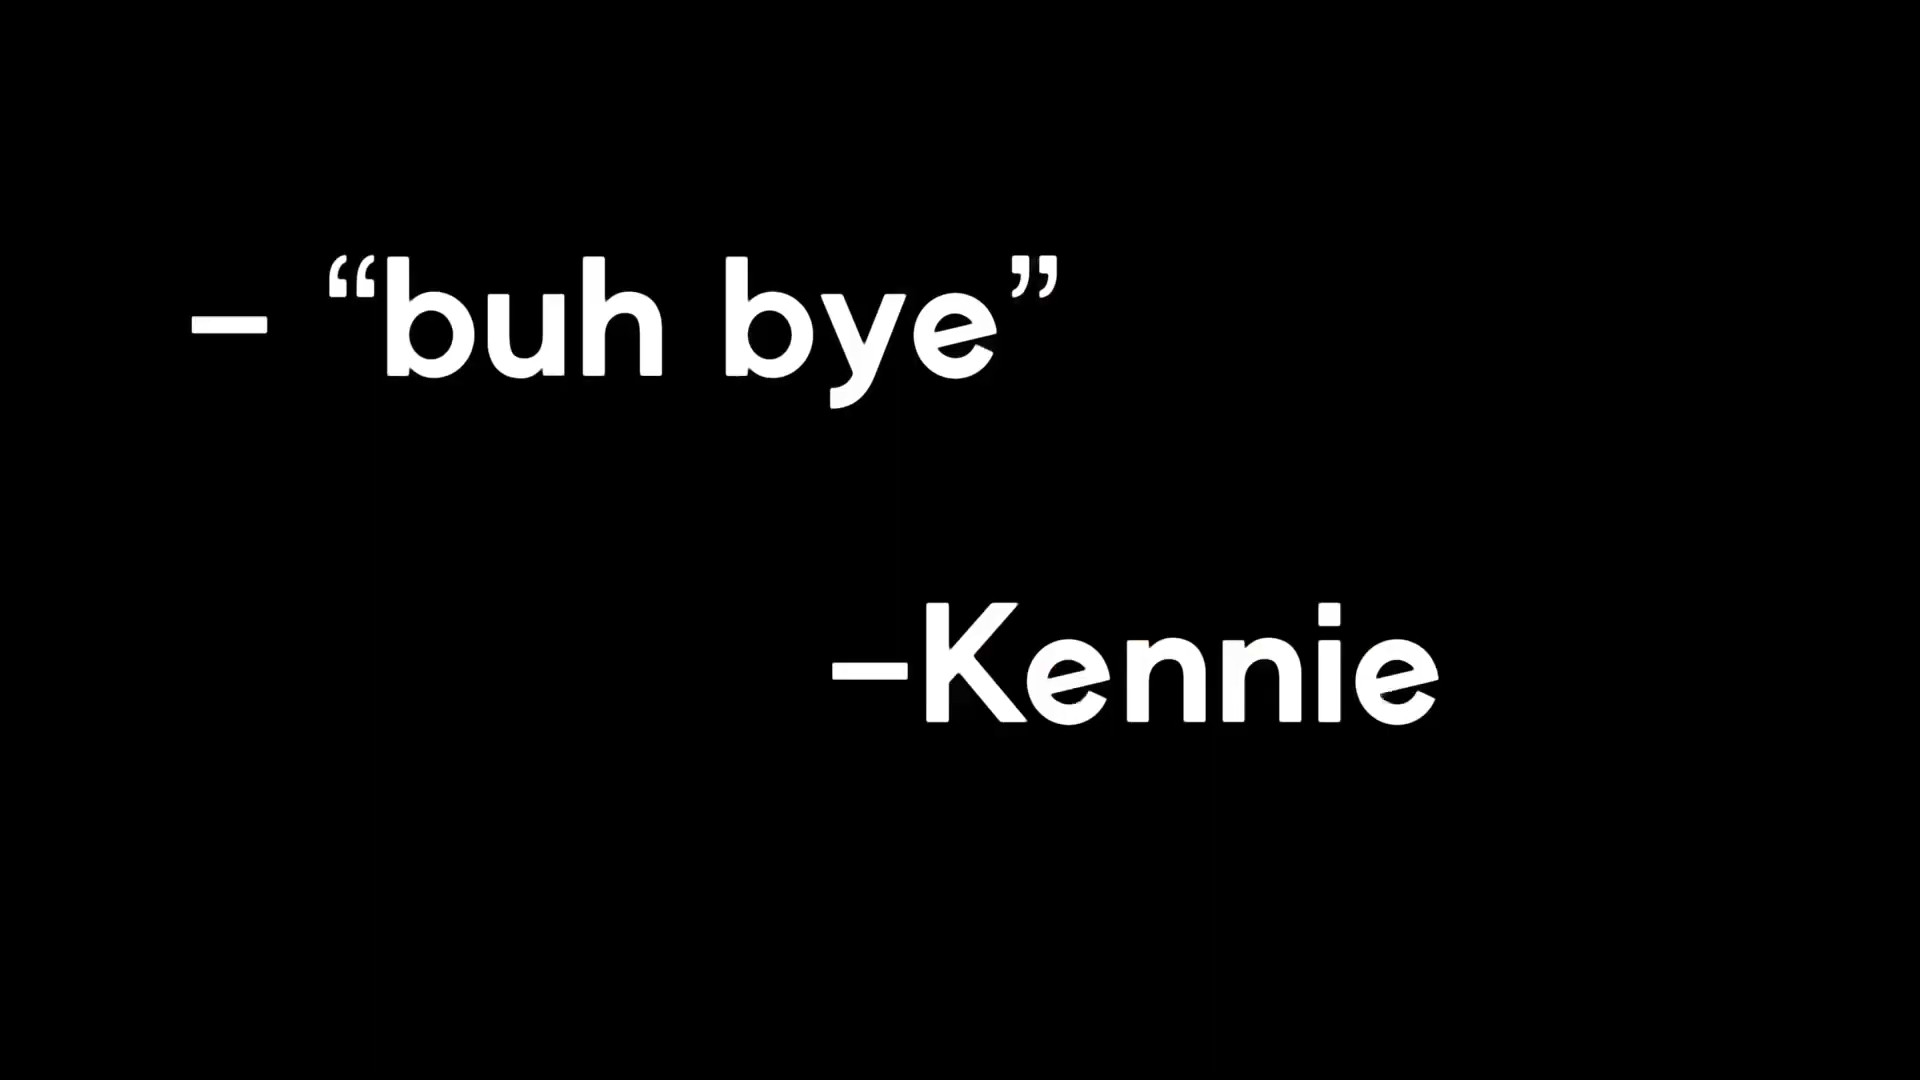 – “buh bye”
–Kennie